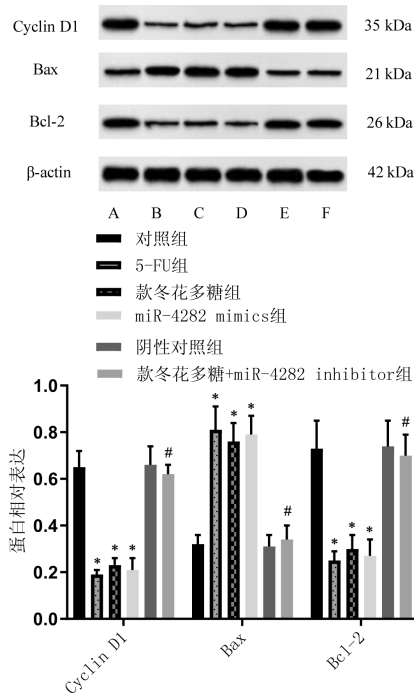 Cyclin D1 35 kDa
Bax 21 kDa
Bcl-2 26 kDa
β-actin 42 kDa
A B C D E F
对照组
5-FU组
款冬花多糖组
miR-4282 mimics组
阴性对照组
款冬花多糖+miR-4282 inhibitor组
蛋白相对表达
1.0
0.8
0.6
0.4
0.2
0.0
* * * #
* * * #
* * * #
Cyclin D1 Bax Bcl-2